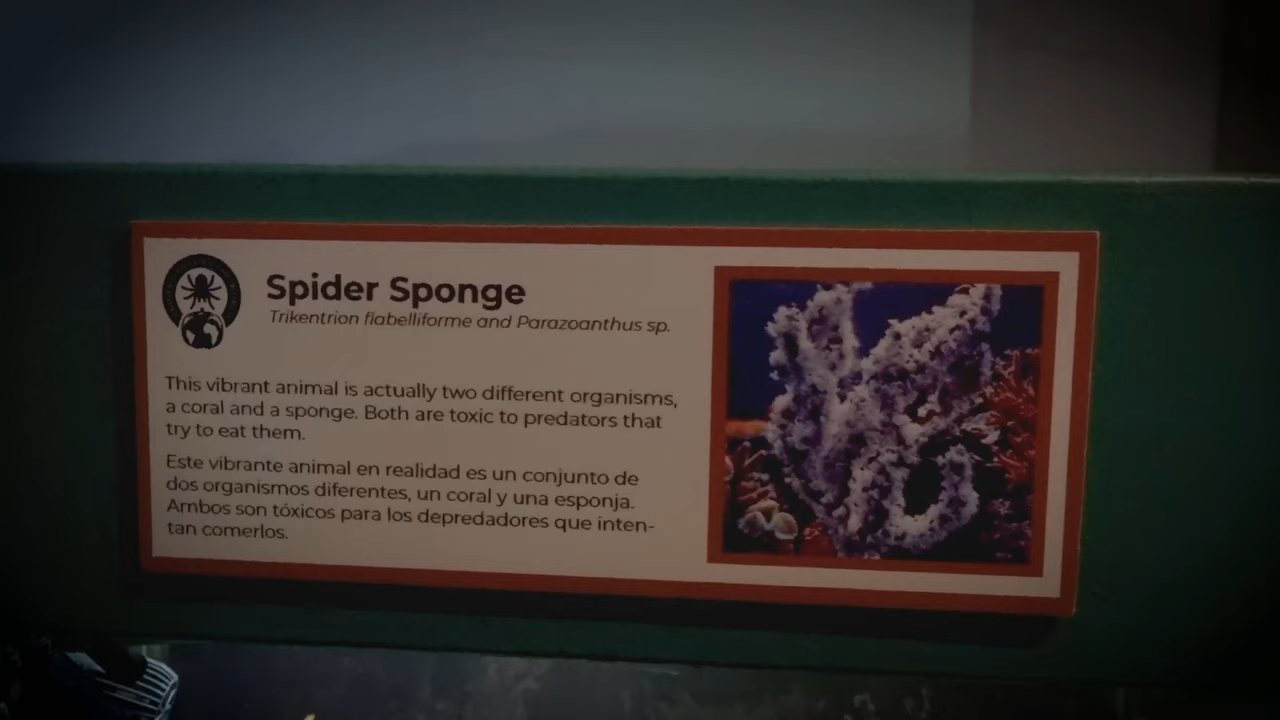 Spider Sponge
Trikentrion flabelliforme and Parazoanthus sp.
This vibrant animal is actually two different organisms,
a coral and a sponge. Both are toxic to predators that
try to eat them.
Este vibrante animal en realidad es un conjunto de
dos organismos diferentes, un coral y una esponja.
Ambos son tóxicos para los depredadores que inten-
tan comerlos.